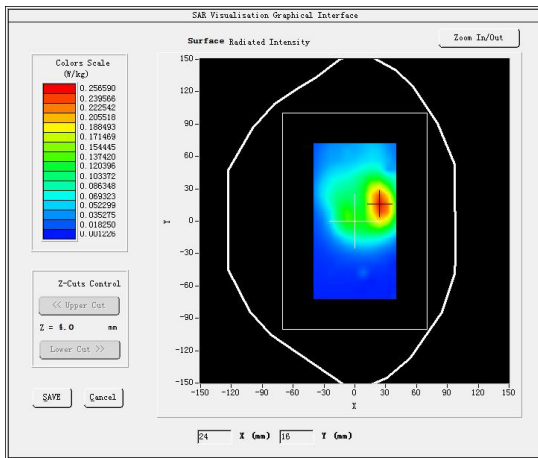 SAR Visualisation Graphical Interface
Surface Radiated Intensity
Zoom In/Out
Colors Scale
(W/kg)
0.256590
0.239566
0.222542
0.205518
0.188493
0.171469
0.154445
0.137420
0.120396
0.103372
0.086348
0.069323
0.052299
0.035275
0.018250
0.001226
150
120
90
60
30
0
-30
-60
-90
-120
-150
Y
-150 -120 -90 -60 -30 0 30 60 90 120 150
X
Z-Cuts Control
<< Upper Cut
Z = 4.0 mm
Lower Cut >>
SAVE
Cancel
24 X (mm) 16 Y (mm)